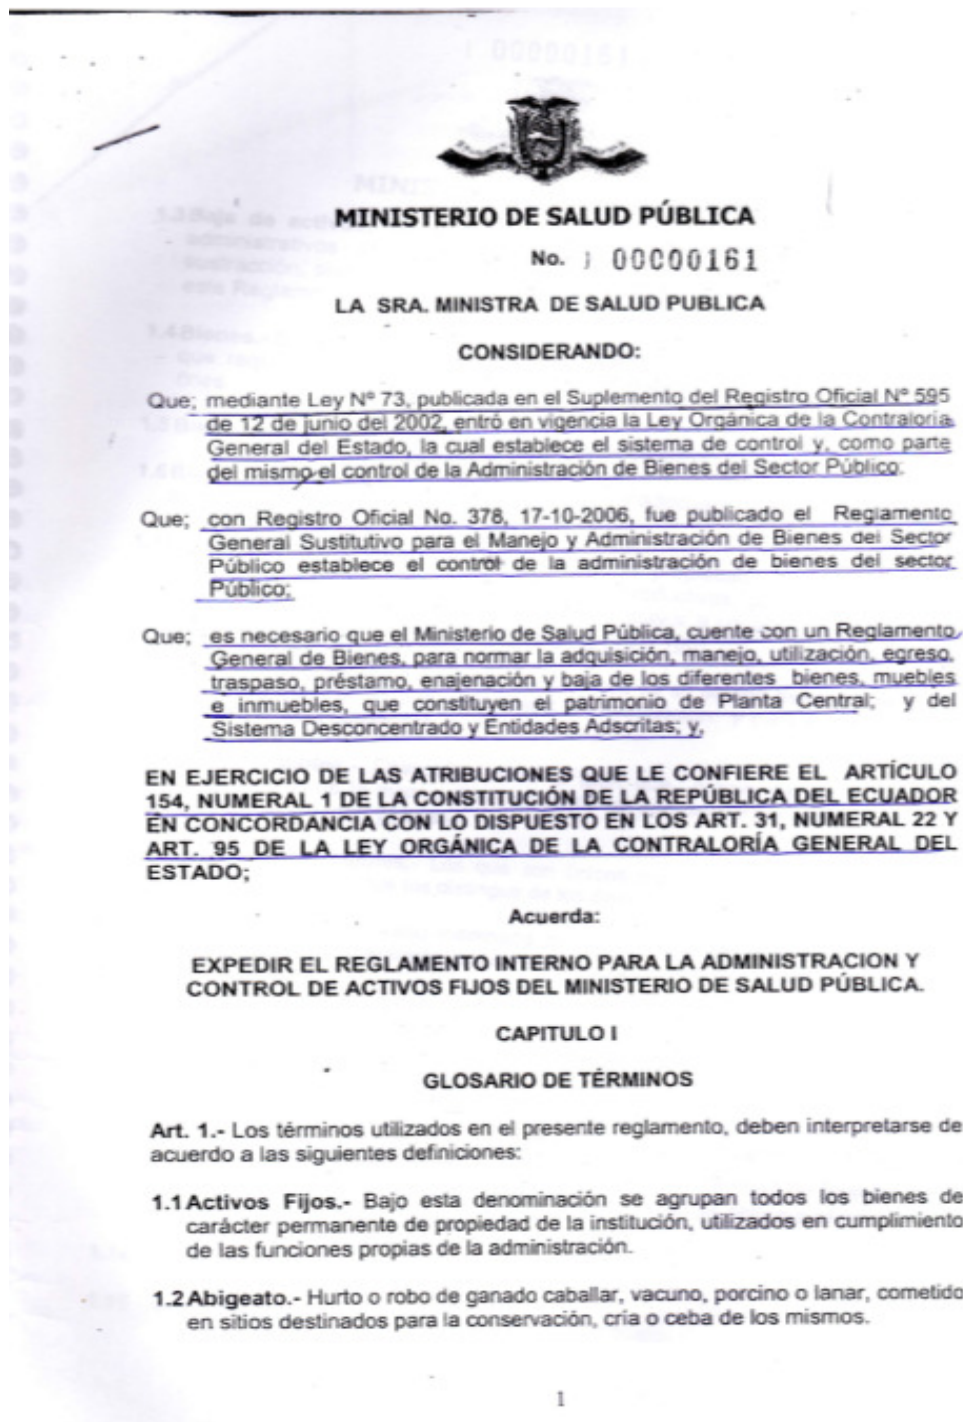 MINISTERIO DE SALUD PÚBLICA
No. 00000161
LA SRA. MINISTRA DE SALUD PUBLICA
CONSIDERANDO:
Que; mediante Ley Nº 73, publicada en el Suplemento del Registro Oficial Nº 595
de 12 de junio del 2002, entró en vigencia la Ley Orgánica de la Contraloría
General del Estado, la cual establece el sistema de control y, como parte
del mismo el control de la Administración de Bienes del Sector Público.
Que; con Registro Oficial No. 378, 17-10-2006, fue publicado el Reglamento
General Sustitutivo para el Manejo y Administración de Bienes del Sector
Público establece el control de la administración de bienes del sector
Público;
Que; es necesario que el Ministerio de Salud Pública, cuente con un Reglamento
General de Bienes, para normar la adquisición, manejo, utilización, egreso,
traspaso, préstamo, enajenación y baja de los diferentes bienes, muebles
e inmuebles, que constituyen el patrimonio de Planta Central; y del
Sistema Desconcentrado y Entidades Adscritas; y,
EN EJERCICIO DE LAS ATRIBUCIONES QUE LE CONFIERE EL ARTÍCULO
154, NUMERAL 1 DE LA CONSTITUCIÓN DE LA REPÚBLICA DEL ECUADOR
EN CONCORDANCIA CON LO DISPUESTO EN LOS ART. 31, NUMERAL 22 Y
ART. 95 DE LA LEY ORGÁNICA DE LA CONTRALORÍA GENERAL DEL
ESTADO;
Acuerda:
EXPEDIR EL REGLAMENTO INTERNO PARA LA ADMINISTRACION Y
CONTROL DE ACTIVOS FIJOS DEL MINISTERIO DE SALUD PÚBLICA.
CAPITULO I
GLOSARIO DE TÉRMINOS
Art. 1.- Los términos utilizados en el presente reglamento, deben interpretarse de
acuerdo a las siguientes definiciones:
1.1 Activos Fijos.- Bajo esta denominación se agrupan todos los bienes de
carácter permanente de propiedad de la institución, utilizados en cumplimiento
de las funciones propias de la administración.
1.2 Abigeato.- Hurto o robo de ganado caballar, vacuno, porcino o lanar, cometido
en sitios destinados para la conservación, cría o ceba de los mismos.
1